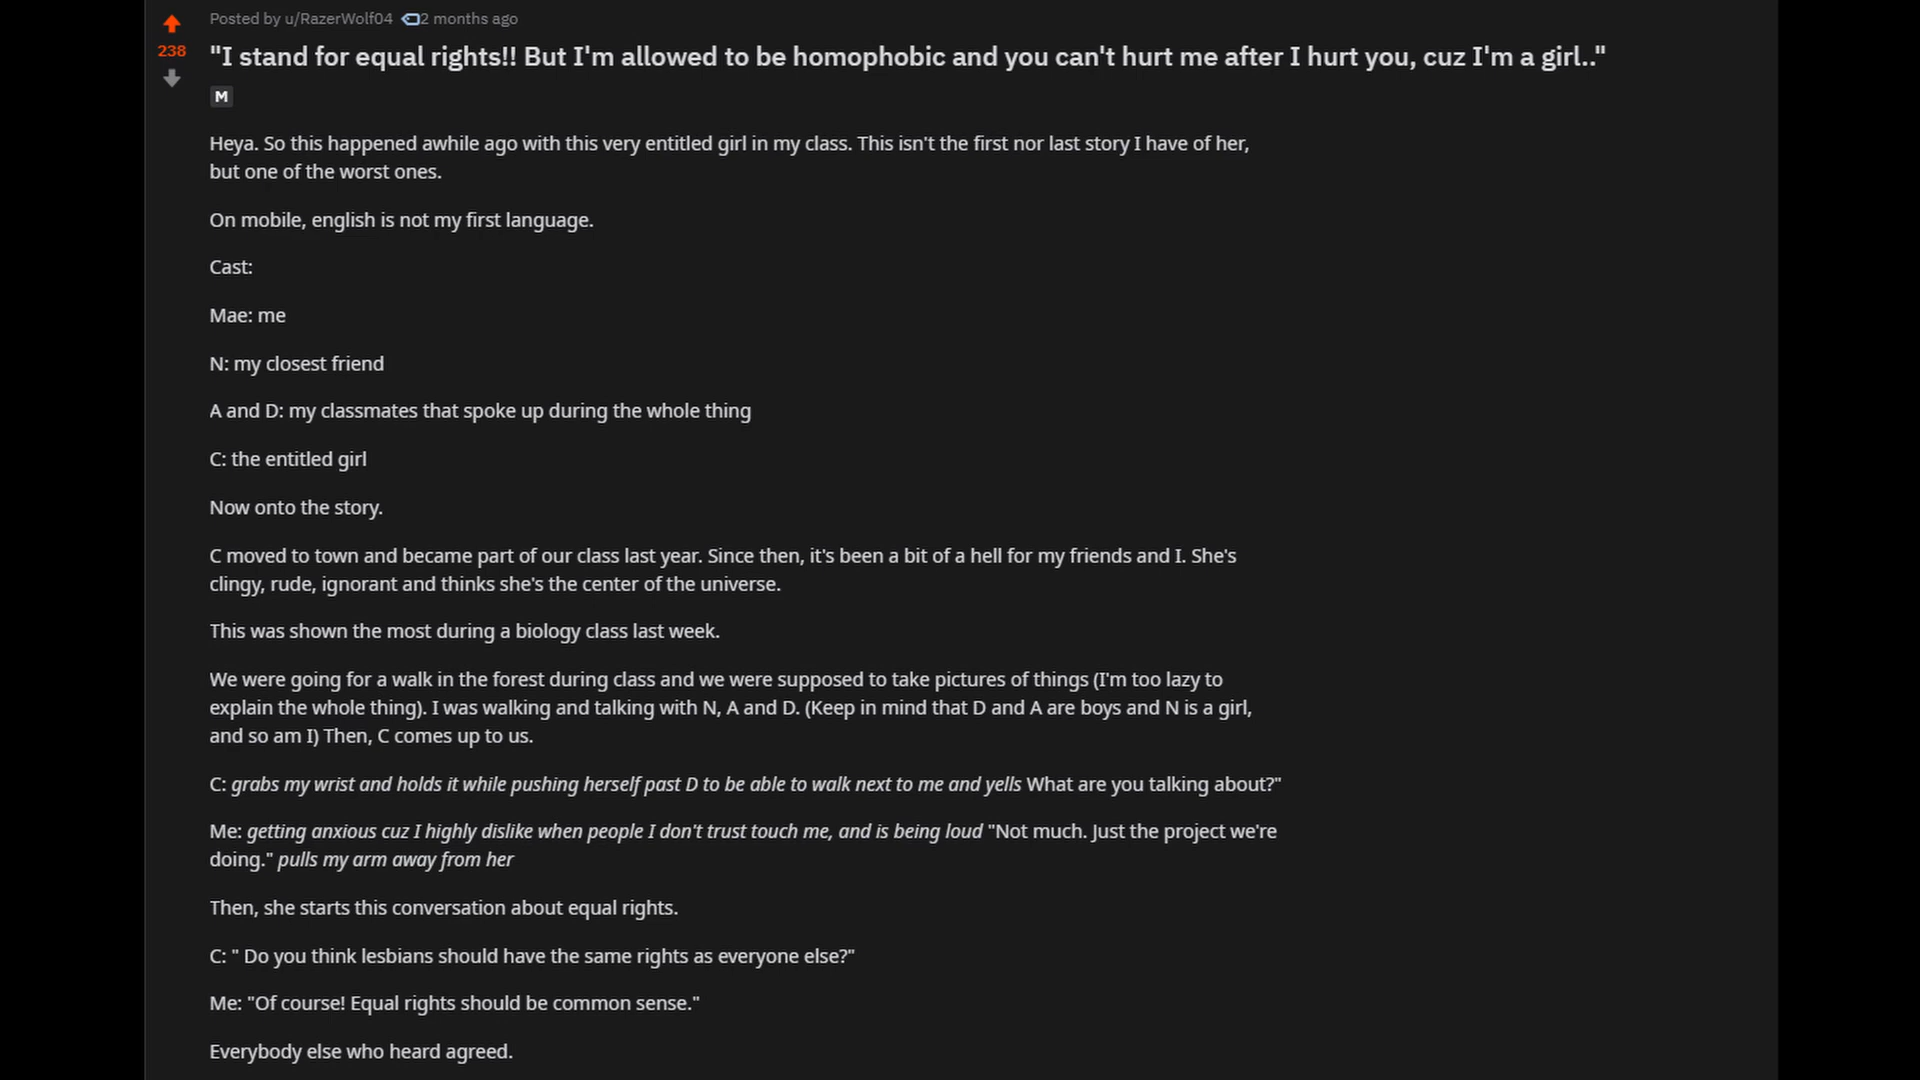 Posted by u/RazerWolf04 2 months ago
238
"I stand for equal rights!! But I'm allowed to be homophobic and you can't hurt me after I hurt you, cuz I'm a girl.."
M
Heya. So this happened awhile ago with this very entitled girl in my class. This isn't the first nor last story I have of her,
but one of the worst ones.
On mobile, english is not my first language.
Cast:
Mae: me
N: my closest friend
A and D: my classmates that spoke up during the whole thing
C: the entitled girl
Now onto the story.
C moved to town and became part of our class last year. Since then, it's been a bit of a hell for my friends and I. She's
clingy, rude, ignorant and thinks she's the center of the universe.
This was shown the most during a biology class last week.
We were going for a walk in the forest during class and we were supposed to take pictures of things (I'm too lazy to
explain the whole thing). I was walking and talking with N, A and D. (Keep in mind that D and A are boys and N is a girl,
and so am I) Then, C comes up to us.
C: grabs my wrist and holds it while pushing herself past D to be able to walk next to me and yells What are you talking about?"
Me: getting anxious cuz I highly dislike when people I don't trust touch me, and is being loud "Not much. Just the project we're
doing." pulls my arm away from her
Then, she starts this conversation about equal rights.
C: " Do you think lesbians should have the same rights as everyone else?"
Me: "Of course! Equal rights should be common sense."
Everybody else who heard agreed.